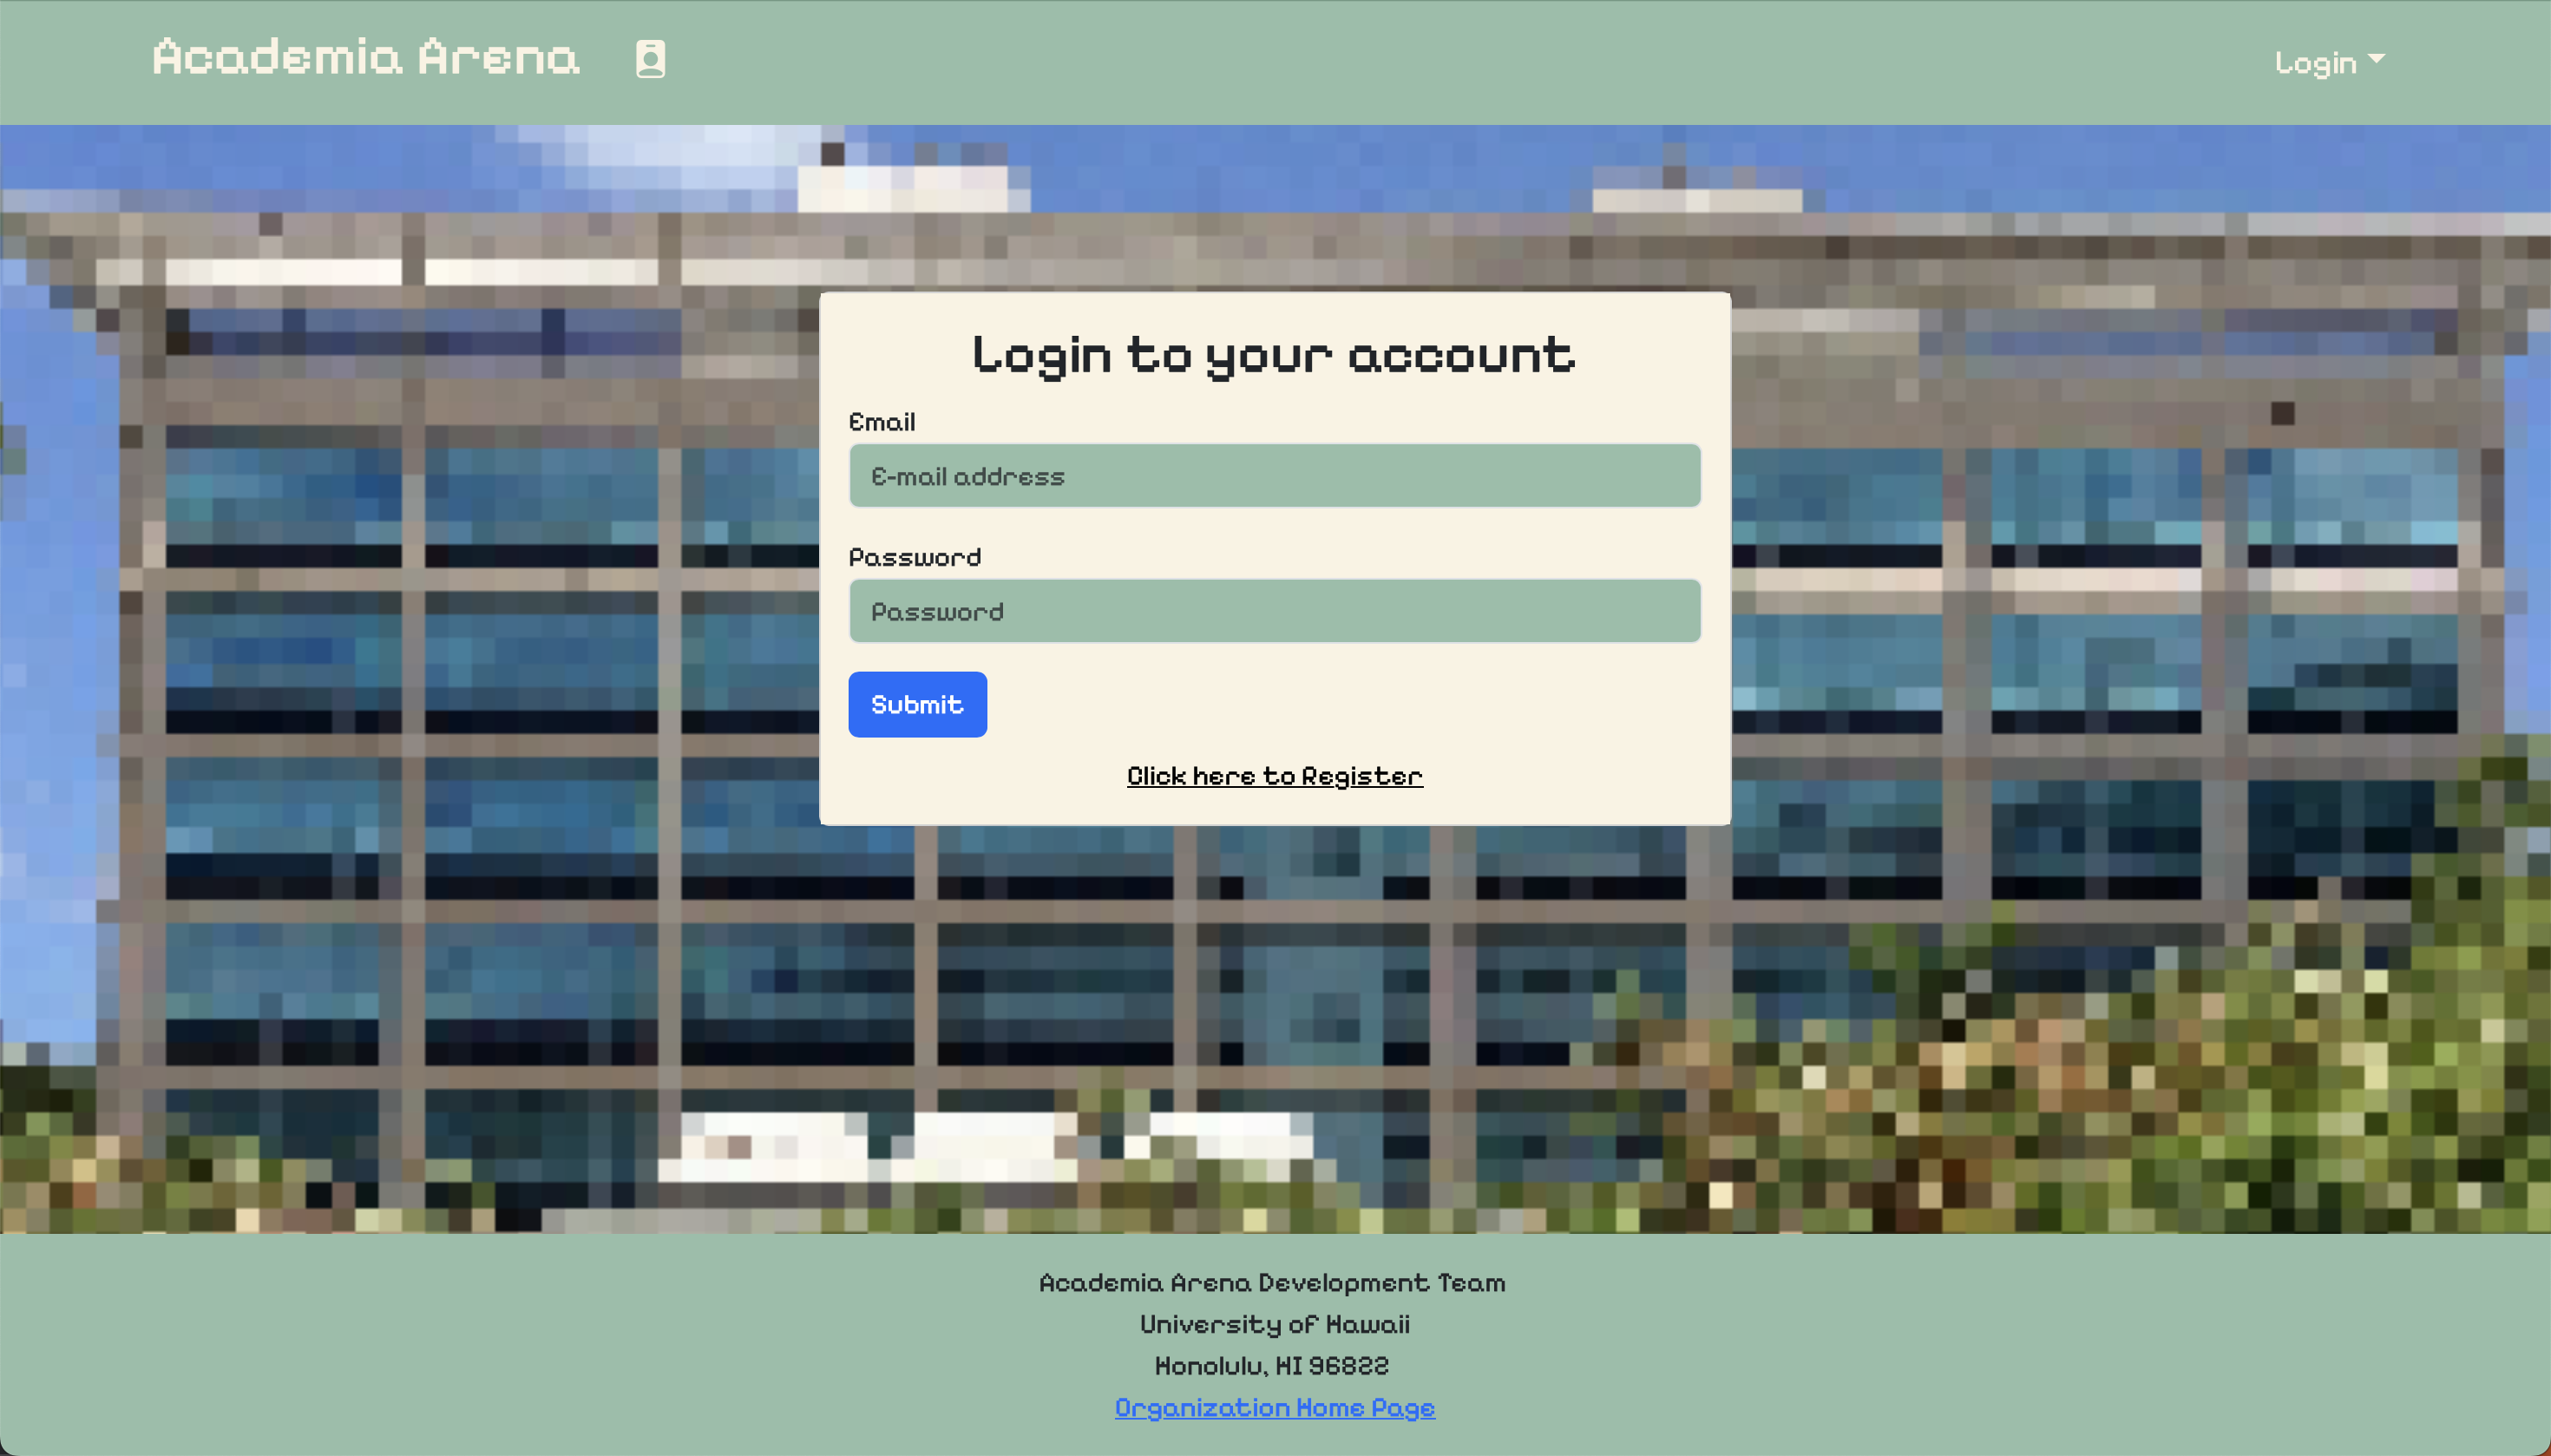 Academia Arena
Login
Login to your account
Email
E-mail address
Password
Password
Submit
Click here to Register
Academia Arena Development Team
University of Hawaii
Honolulu, HI 96822
Organization Home Page